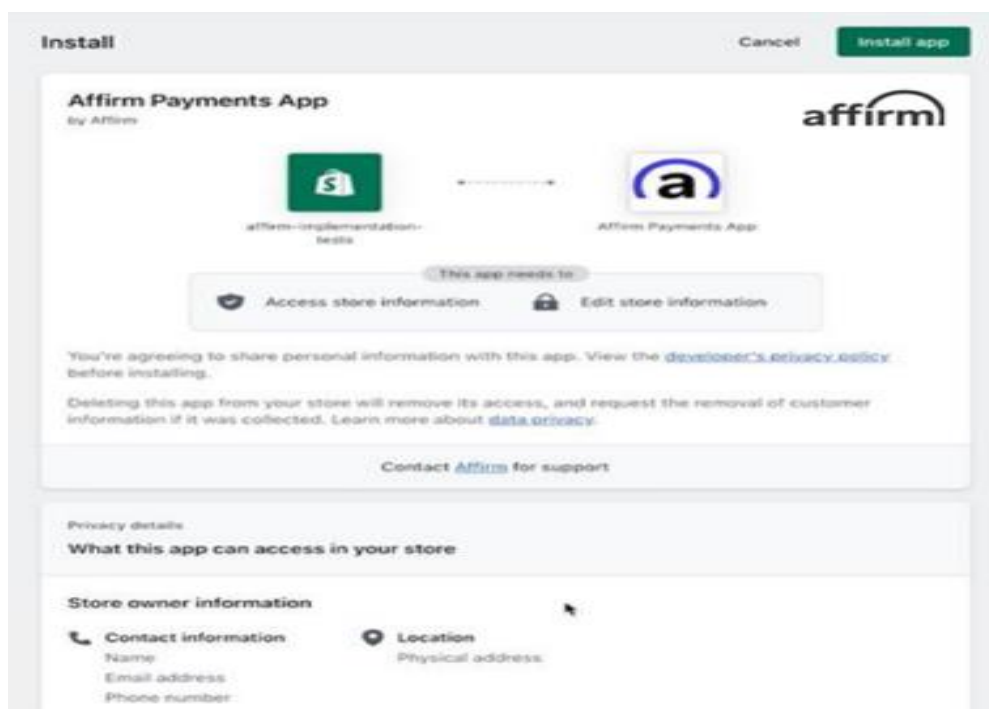 Install
Cancel
Install app
Affirm Payments App
by Affirm
affirm
S
a
affirm-implementation-
tests
Affirm Payments App
This app needs to
Access store information
Edit store information
You're agreeing to share personal information with this app. View the developer's privacy policy
before installing.
Deleting this app from your store will remove its access, and request the removal of customer
information if it was collected. Learn more about data privacy.
Contact Affirm for support
Privacy details
What this app can access in your store
Store owner information
Contact information
Location
Name
Physical address
Email address
Phone number